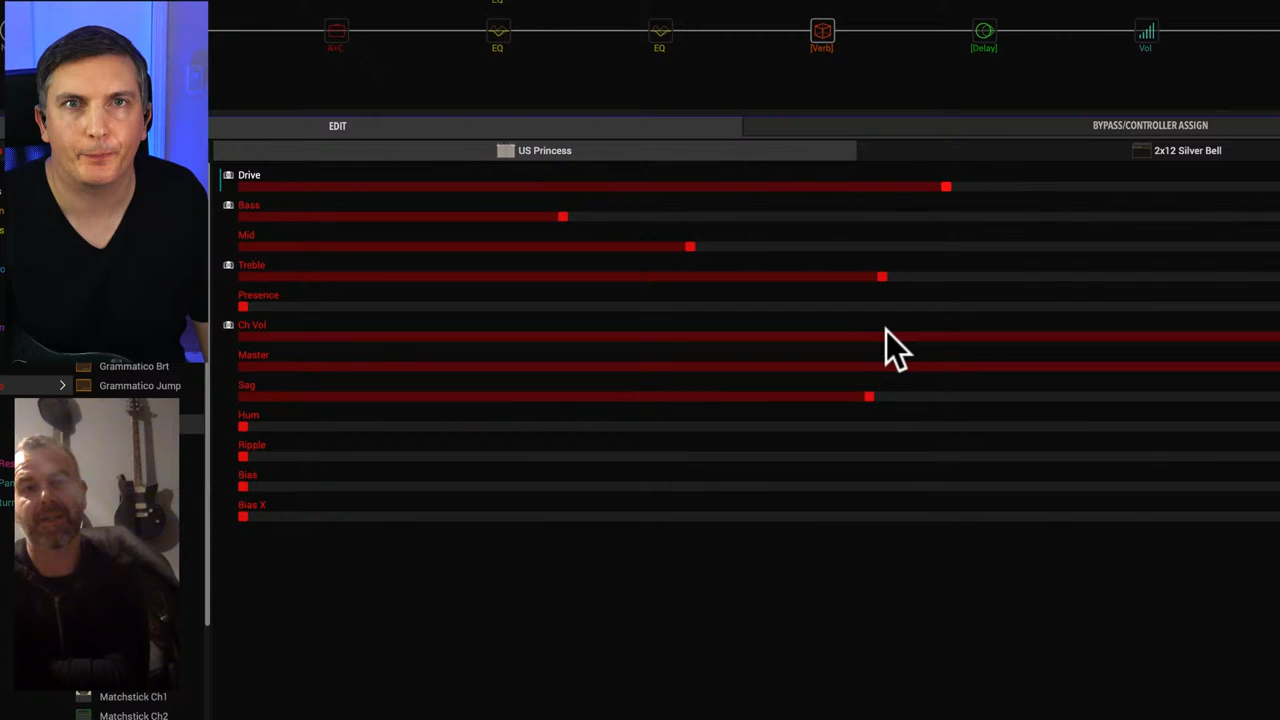 EQ
A+C
EQ
EQ
[Verb]
[Delay]
Vol
EDIT
BYPASS/CONTROLLER ASSIGN
US Princess
2x12 Silver Bell
Drive
Bass
Mid
Treble
Presence
Ch Vol
Master
Sag
Hum
Ripple
Bias
Bias X
Grammatico Brt
Grammatico Jump
Matchstick Ch1
Matchstick Ch2